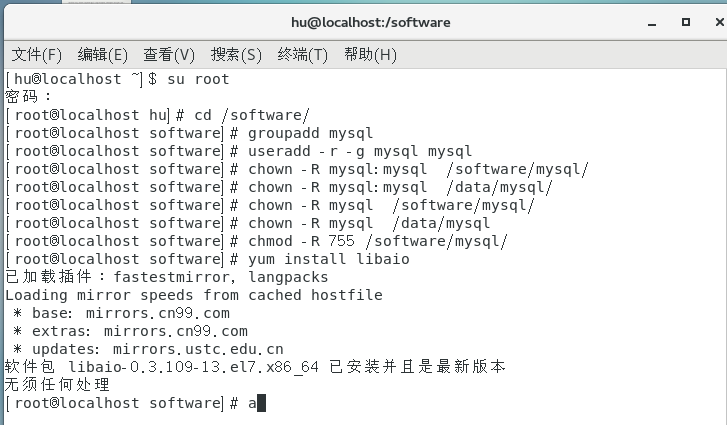 hu@localhost:/software
文件(F) 编辑(E) 查看(V) 搜索(S) 终端(T) 帮助(H)
[hu@localhost ~]$ su root
密码：
[root@localhost hu]# cd /software/
[root@localhost software]# groupadd mysql
[root@localhost software]# useradd -r -g mysql mysql
[root@localhost software]# chown -R mysql:mysql  /software/mysql/
[root@localhost software]# chown -R mysql:mysql  /data/mysql/
[root@localhost software]# chown -R mysql  /software/mysql/
[root@localhost software]# chown -R mysql  /data/mysql
[root@localhost software]# chmod -R 755 /software/mysql/
[root@localhost software]# yum install libaio
已加载插件：fastestmirror, langpacks
Loading mirror speeds from cached hostfile
 * base: mirrors.cn99.com
 * extras: mirrors.cn99.com
 * updates: mirrors.ustc.edu.cn
软件包 libaio-0.3.109-13.el7.x86_64 已安装并且是最新版本
无须任何处理
[root@localhost software]# a